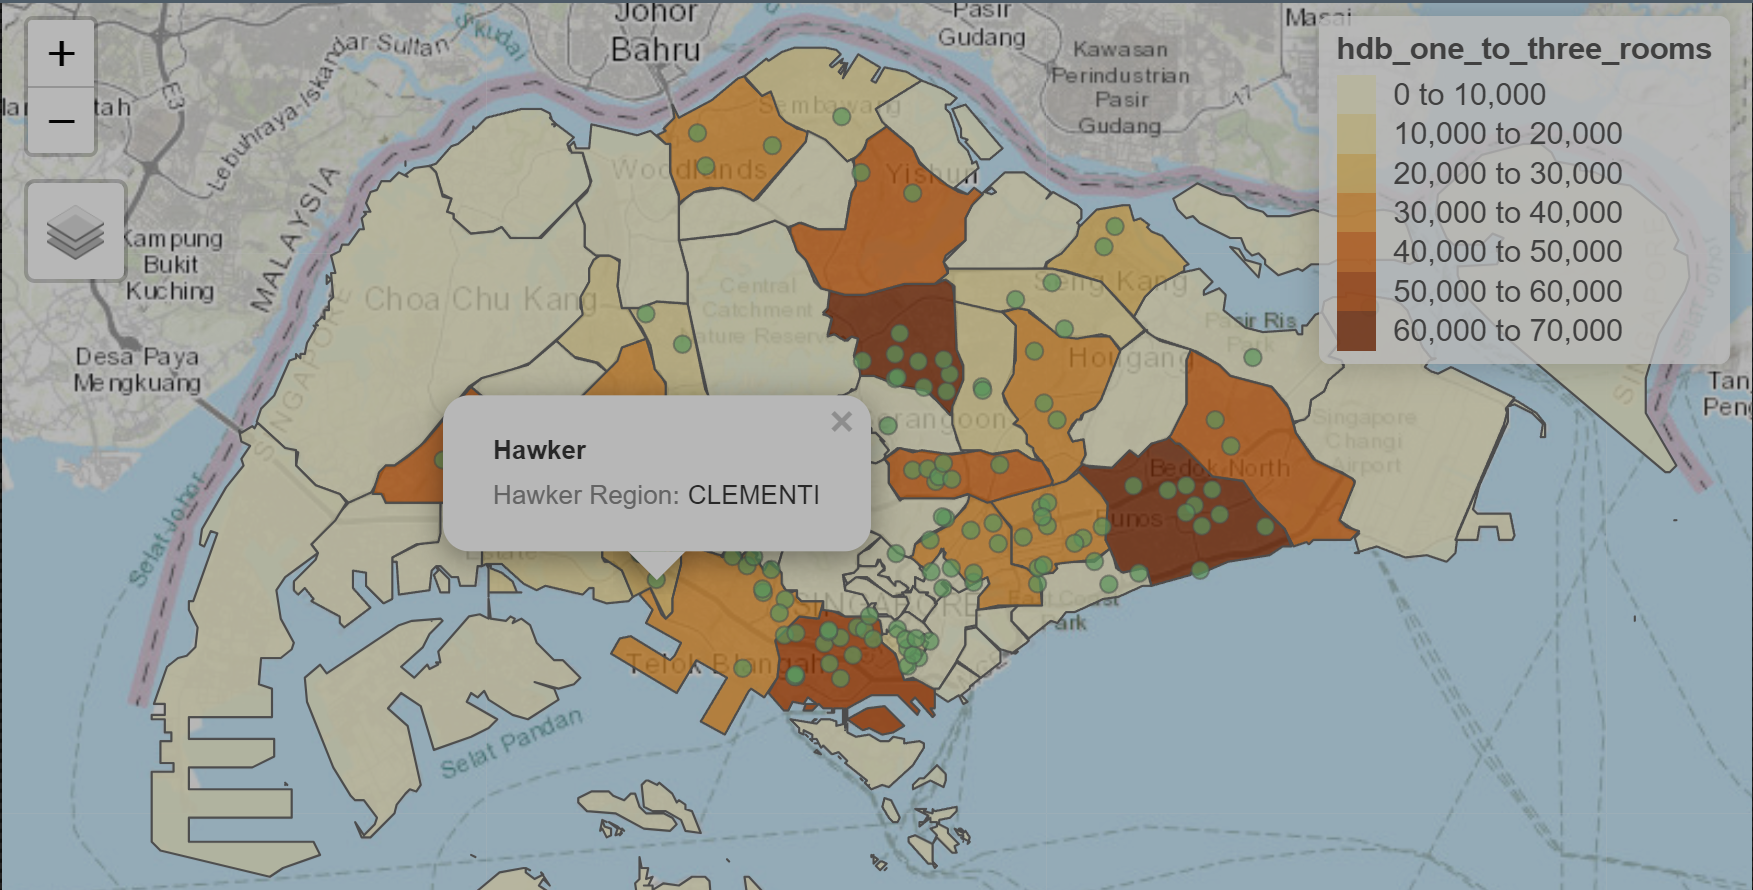 Johor
Bahru
Pasir
Gudang
Masai
Skudai
dar Sultan
Lebuhraya-Iskandar
E3
tah
Kawasan
Perindustrian
Pasir
Gudang
17
+
−
MALAYSIA
SINGAPORE
Kampung
Bukit
Kuching
Desa Paya
Mengkuang
Selat Johor
hdb_one_to_three_rooms
0 to 10,000
10,000 to 20,000
20,000 to 30,000
30,000 to 40,000
40,000 to 50,000
50,000 to 60,000
60,000 to 70,000
Sembawang
Woodlands
Yishun
Choa Chu Kang
Central
Catchment
Nature Reserve
Seng Kang
Pasir Ris
Park
Hougang
erangoon
Singapore
Changi
Airport
Tan
Peng
Bedok North
Eunos
Hawker
Hawker Region: CLEMENTI
×
Estate
SINGAPORE
East Coast
Park
Telok Blangah
Selat Pandan